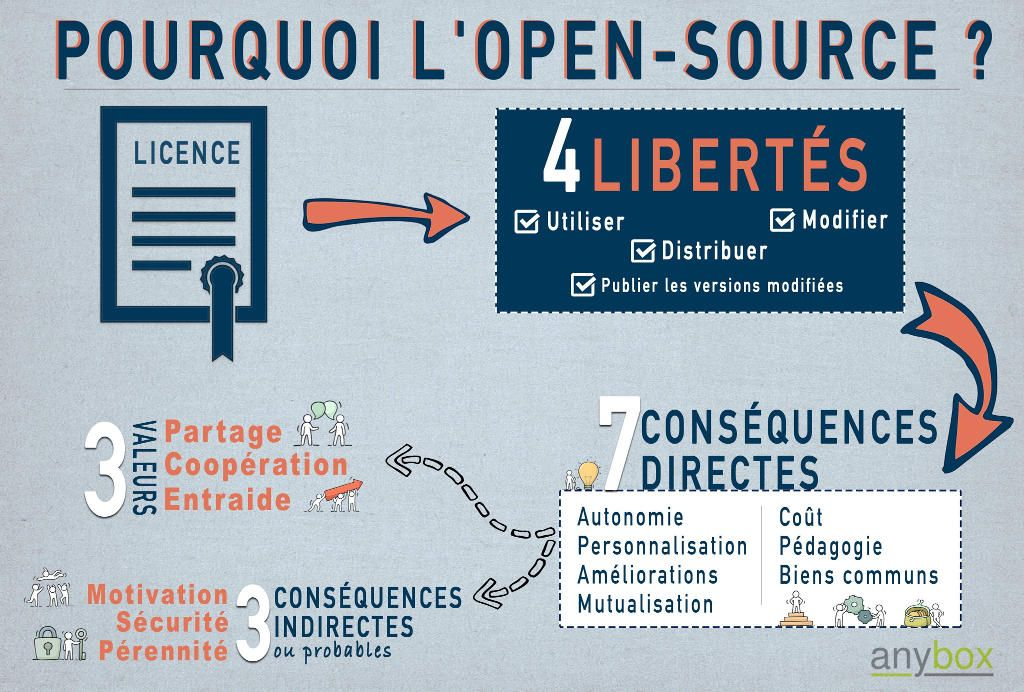 POURQUOI L'OPEN-SOURCE ?
LICENCE
4 LIBERTÉS
Utiliser
Modifier
Distribuer
Publier les versions modifiées
7 CONSÉQUENCES
DIRECTES
Autonomie
Personnalisation
Améliorations
Mutualisation
Coût
Pédagogie
Biens communs
3 VALEURS
Partage
Coopération
Entraide
3 CONSÉQUENCES
INDIRECTES
ou probables
Motivation
Sécurité
Pérennité
anybox